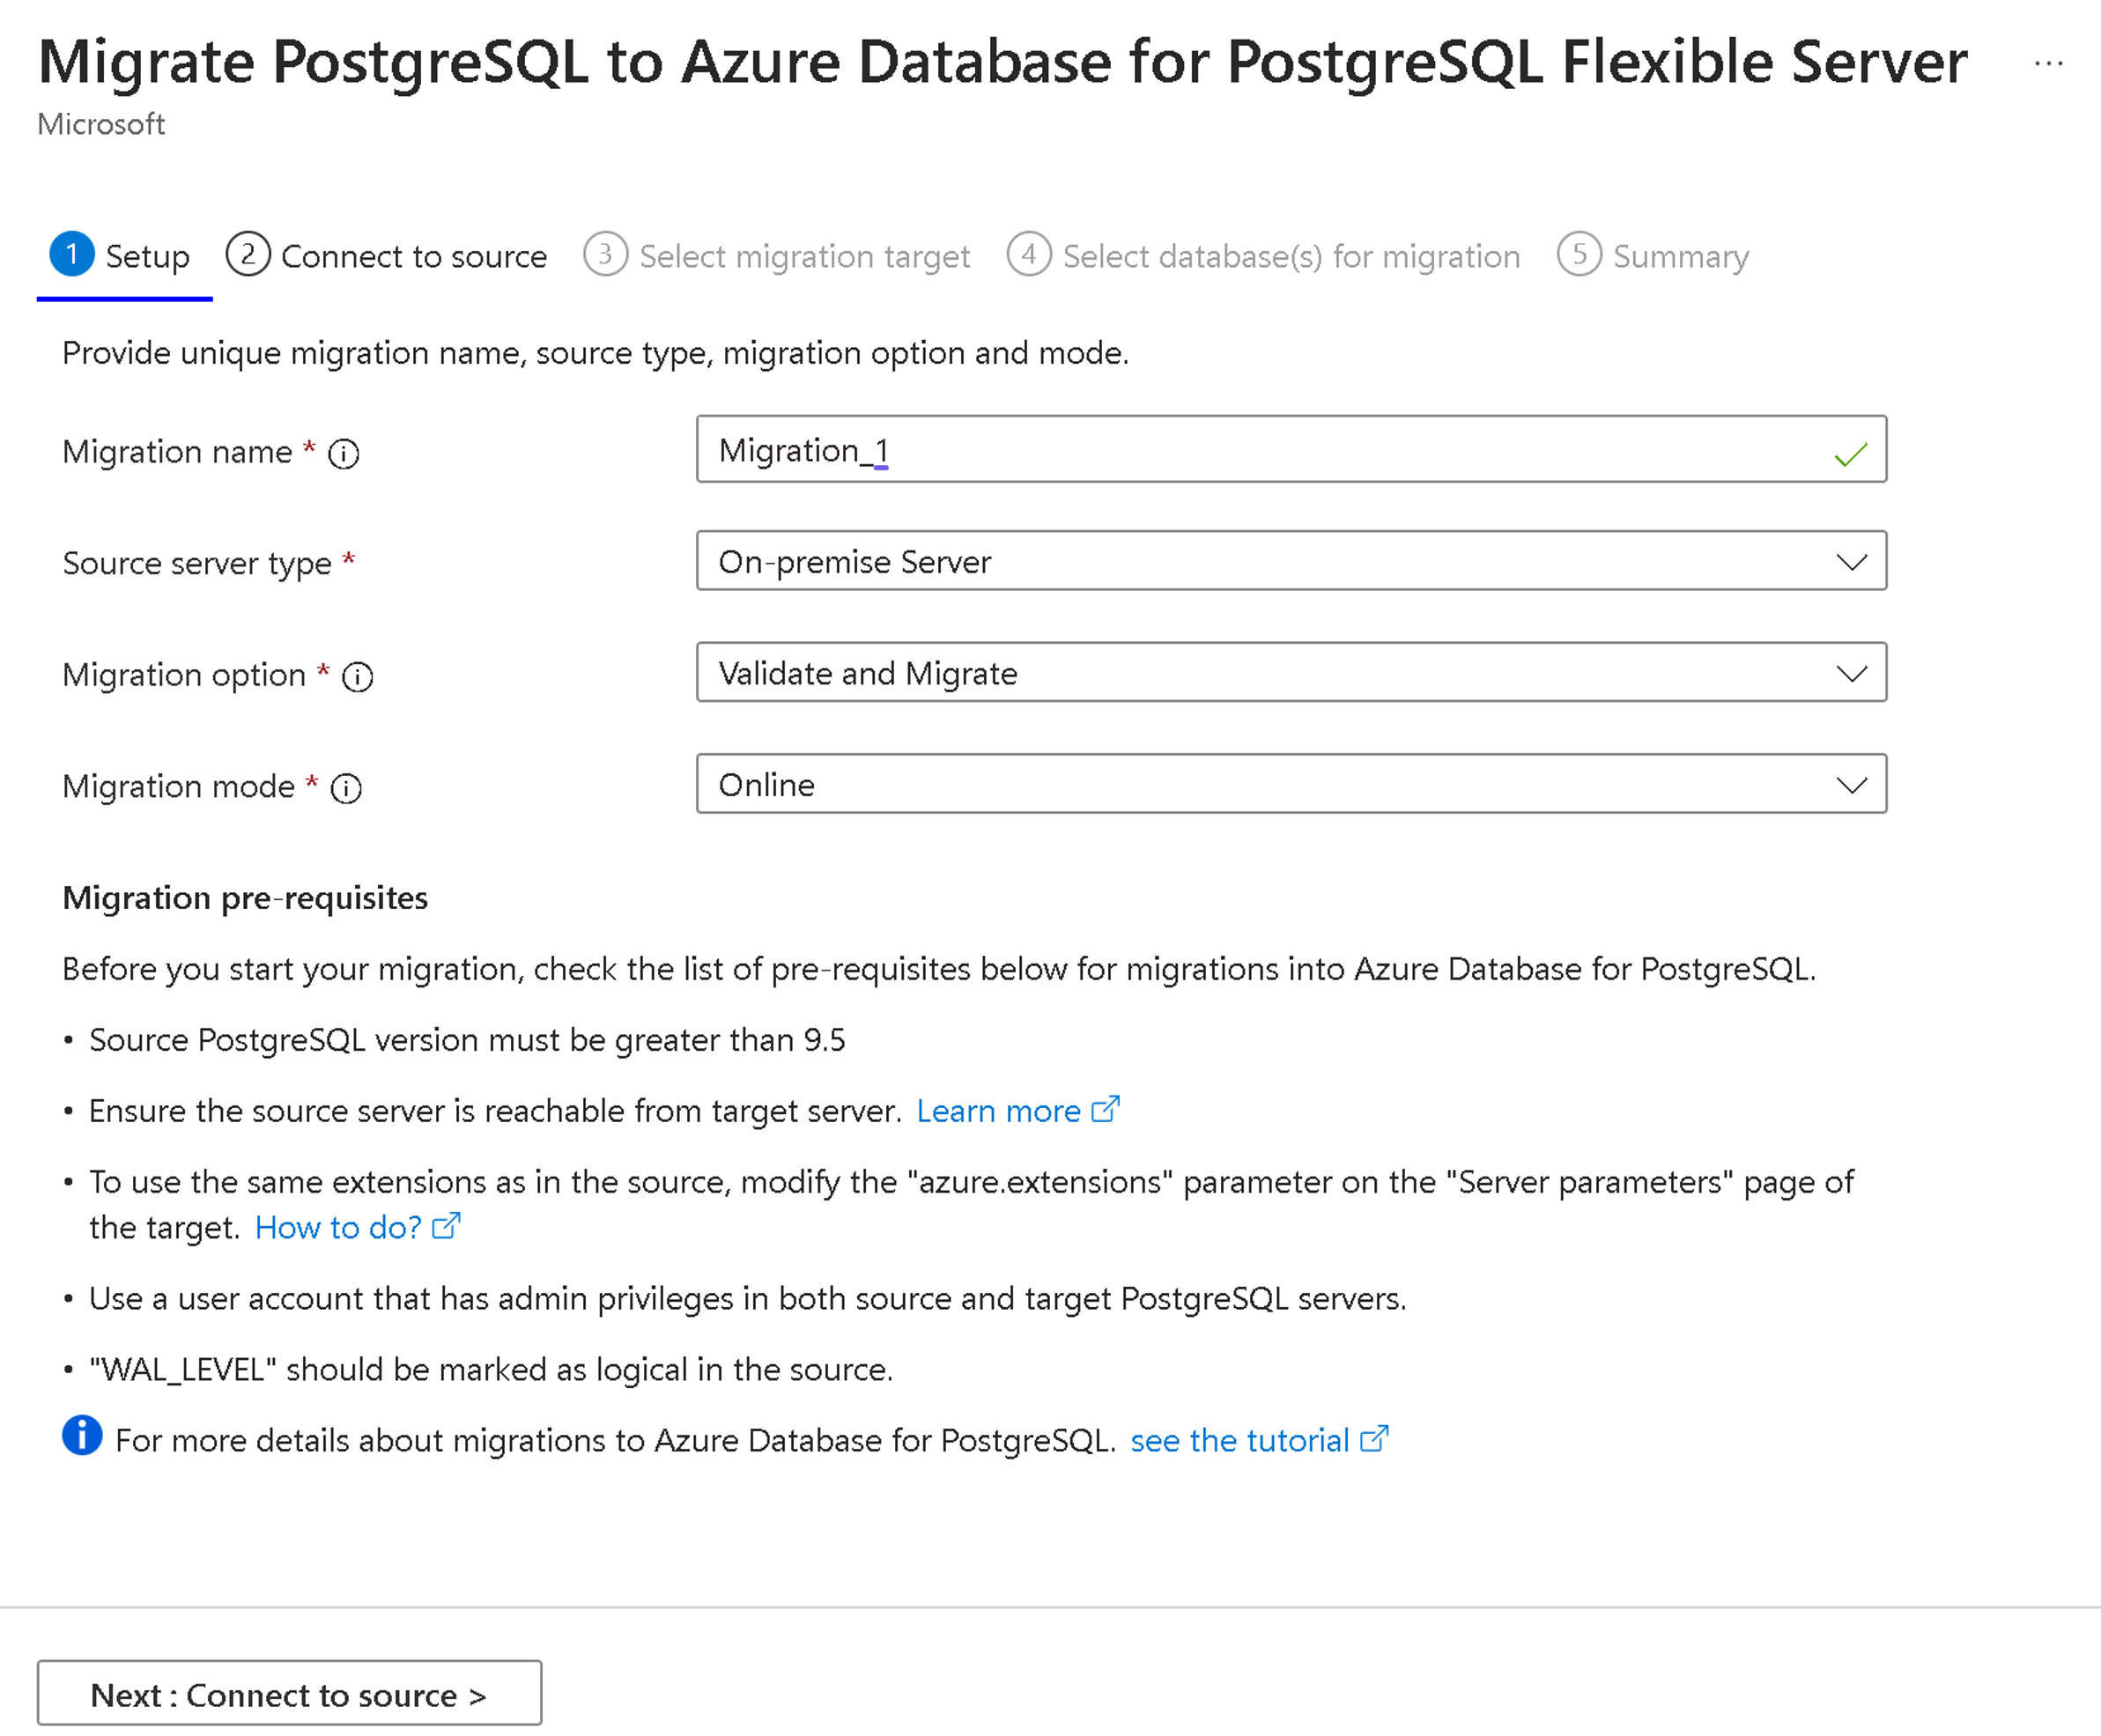 Migrate PostgreSQL to Azure Database for PostgreSQL Flexible Server ...
Microsoft
1 Setup 2 Connect to source 3 Select migration target 4 Select database(s) for migration 5 Summary
Provide unique migration name, source type, migration option and mode.
Migration name * Migration_1
Source server type * On-premise Server
Migration option * Validate and Migrate
Migration mode * Online
Migration pre-requisites
Before you start your migration, check the list of pre-requisites below for migrations into Azure Database for PostgreSQL.
• Source PostgreSQL version must be greater than 9.5
• Ensure the source server is reachable from target server. Learn more
• To use the same extensions as in the source, modify the "azure.extensions" parameter on the "Server parameters" page of
the target. How to do?
• Use a user account that has admin privileges in both source and target PostgreSQL servers.
• "WAL_LEVEL" should be marked as logical in the source.
For more details about migrations to Azure Database for PostgreSQL. see the tutorial
Next : Connect to source >